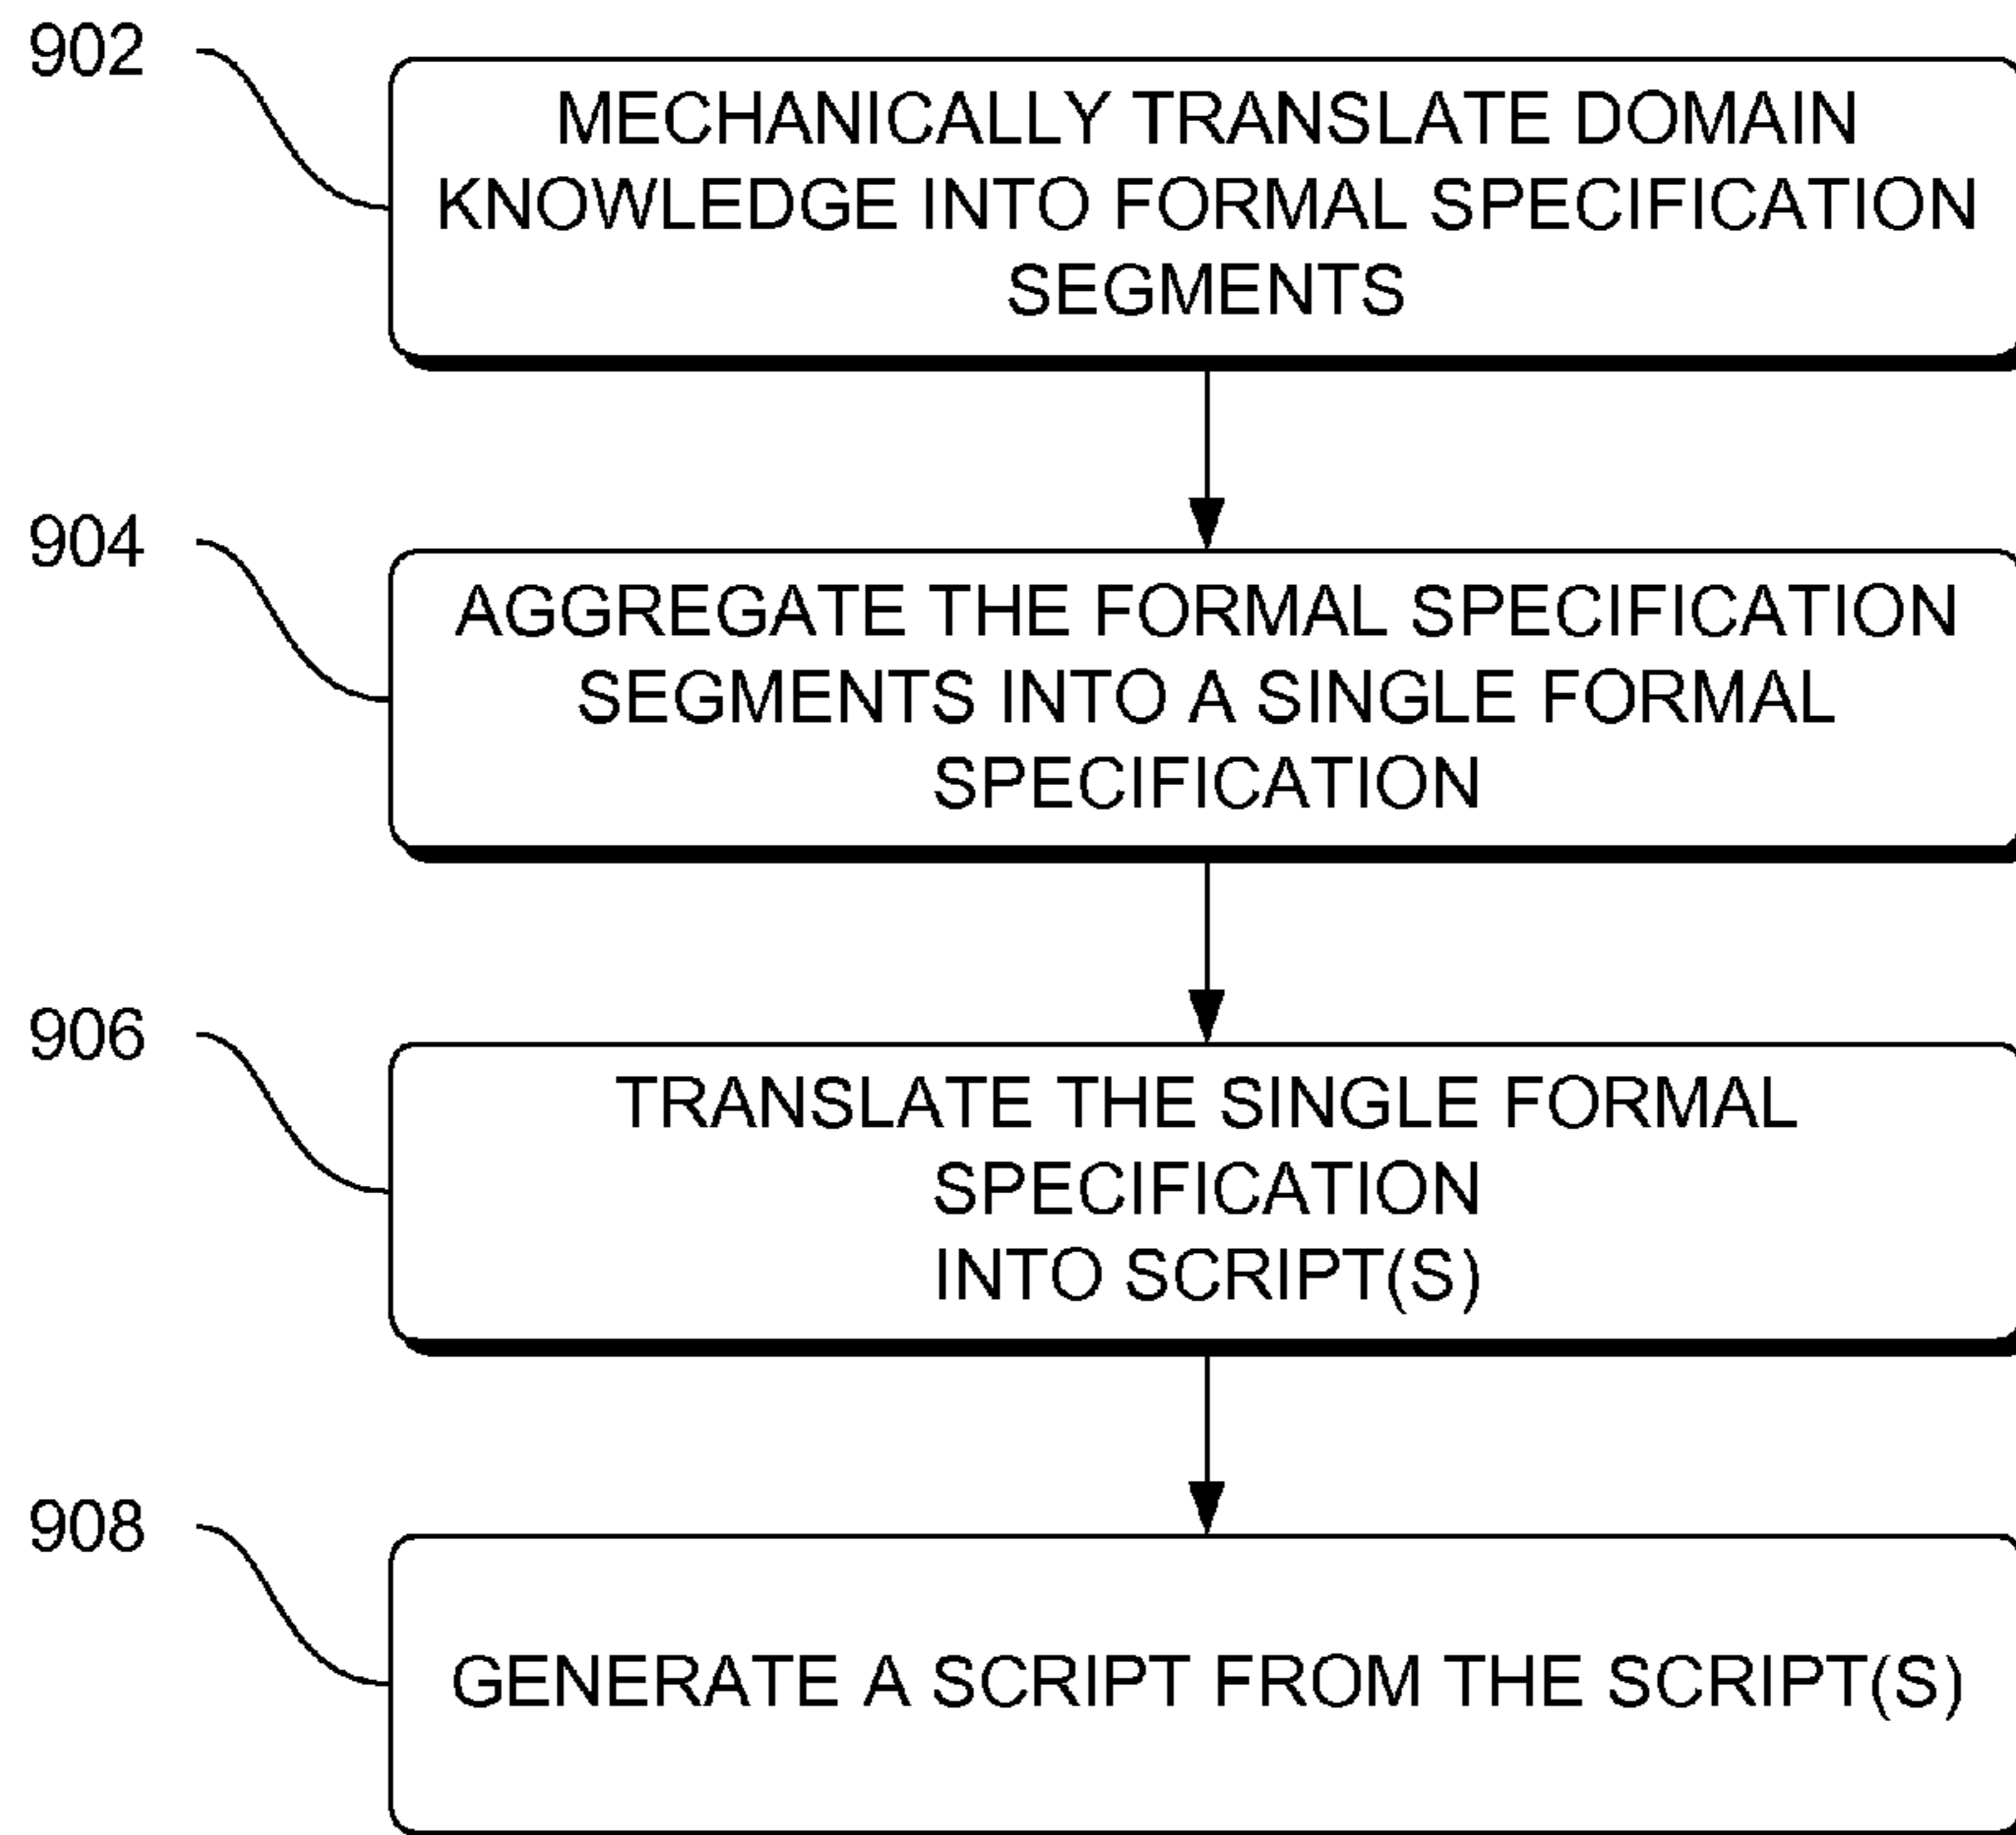 902
MECHANICALLY TRANSLATE DOMAIN
KNOWLEDGE INTO FORMAL SPECIFICATION
SEGMENTS
904
AGGREGATE THE FORMAL SPECIFICATION
SEGMENTS INTO A SINGLE FORMAL
SPECIFICATION
906
TRANSLATE THE SINGLE FORMAL
SPECIFICATION
INTO SCRIPT(S)
908
GENERATE A SCRIPT FROM THE SCRIPT(S)